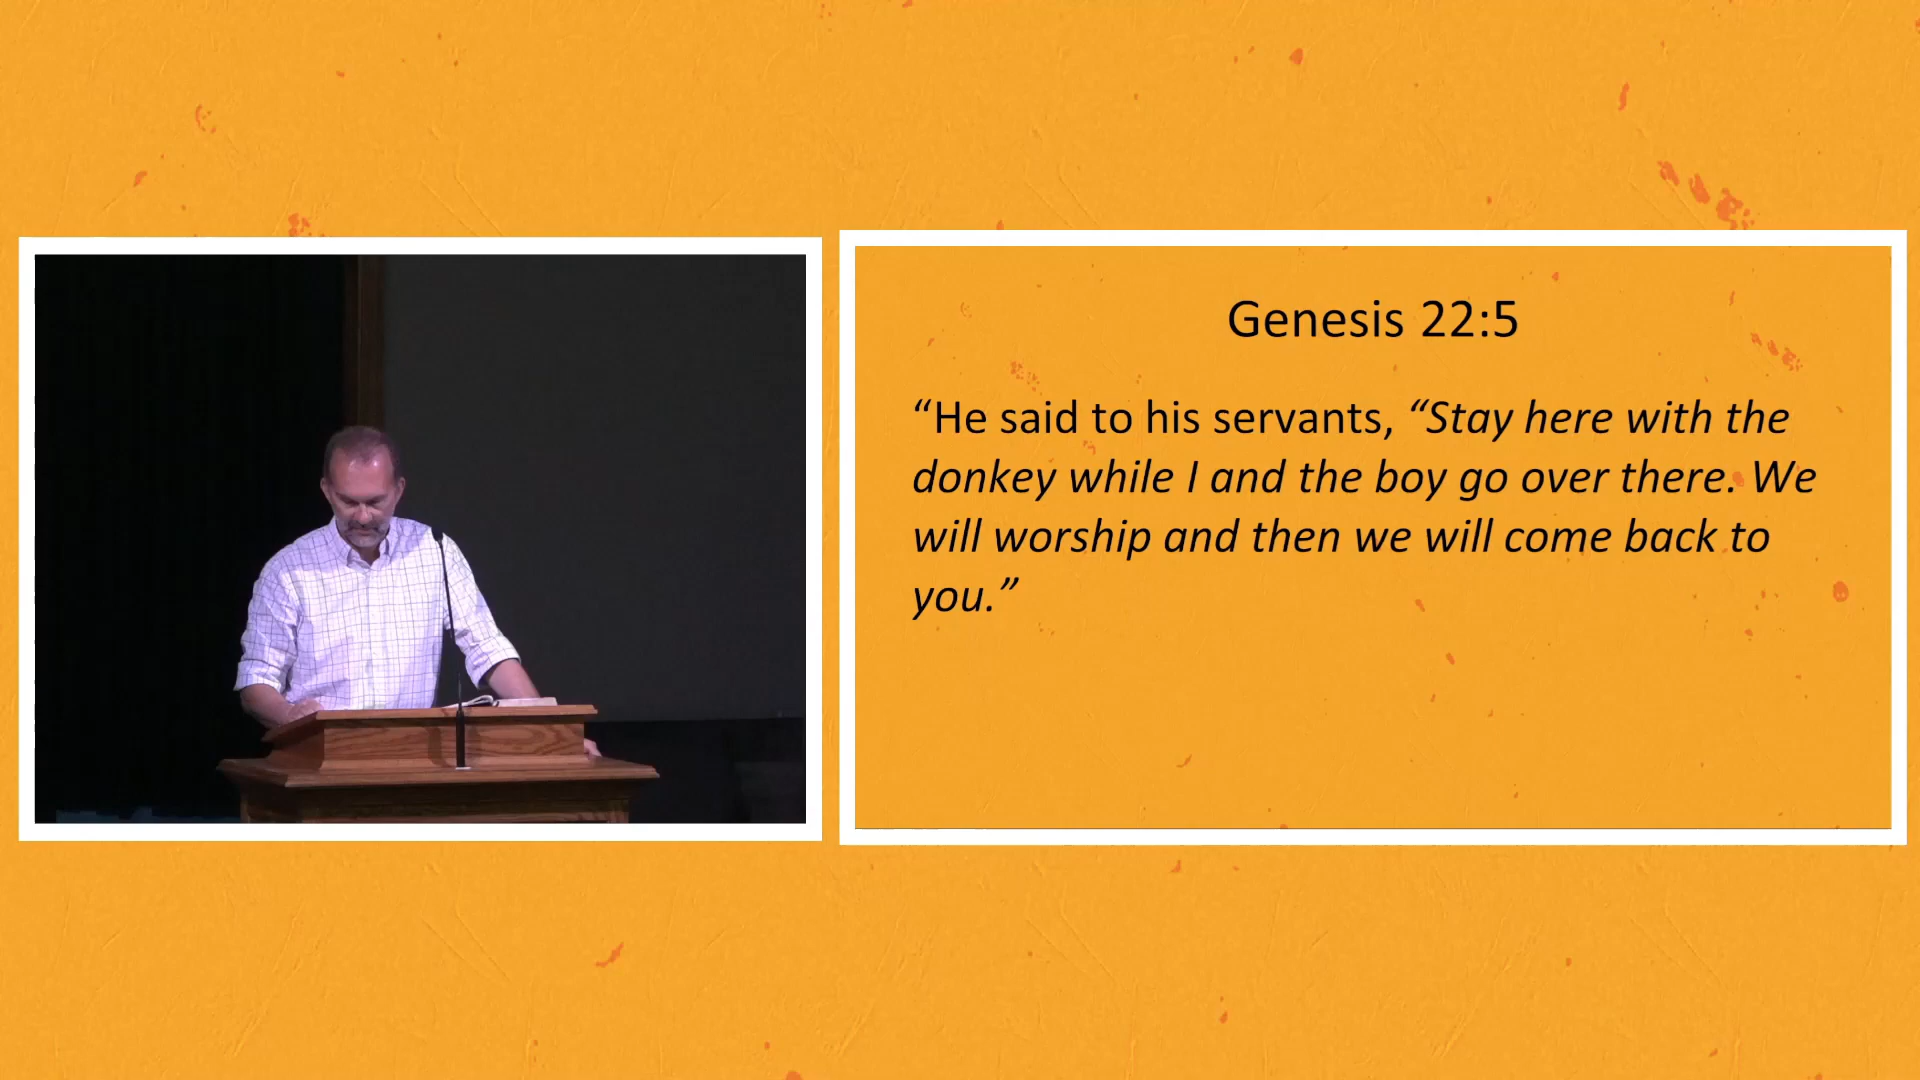 Genesis 22:5
“He said to his servants, “Stay here with the
donkey while I and the boy go over there. We
will worship and then we will come back to
you.”